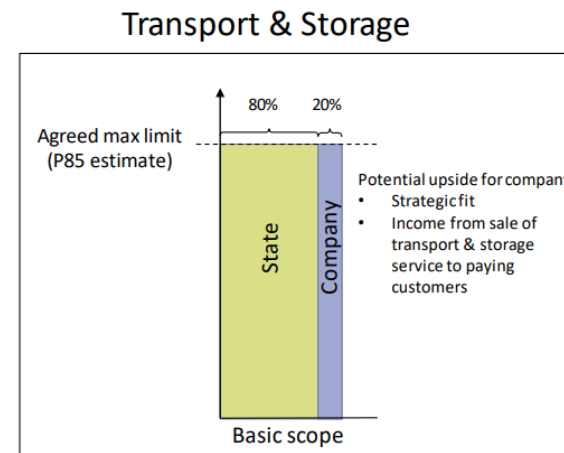 Transport & Storage
80%
20%
Agreed max limit
(P85 estimate)
State
Company
Potential upside for company
• Strategic fit
• Income from sale of
transport & storage
service to paying
customers
Basic scope